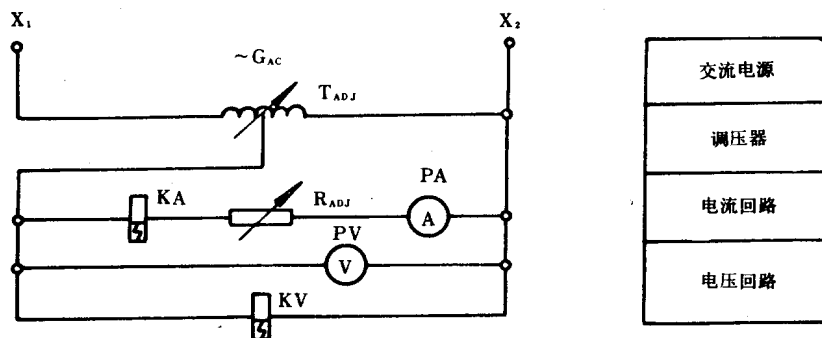 X₁
X₂
~G_AC
T_ADJ
KA
R_ADJ
PA
A
PV
V
KV
交流电源
调压器
电流回路
电压回路